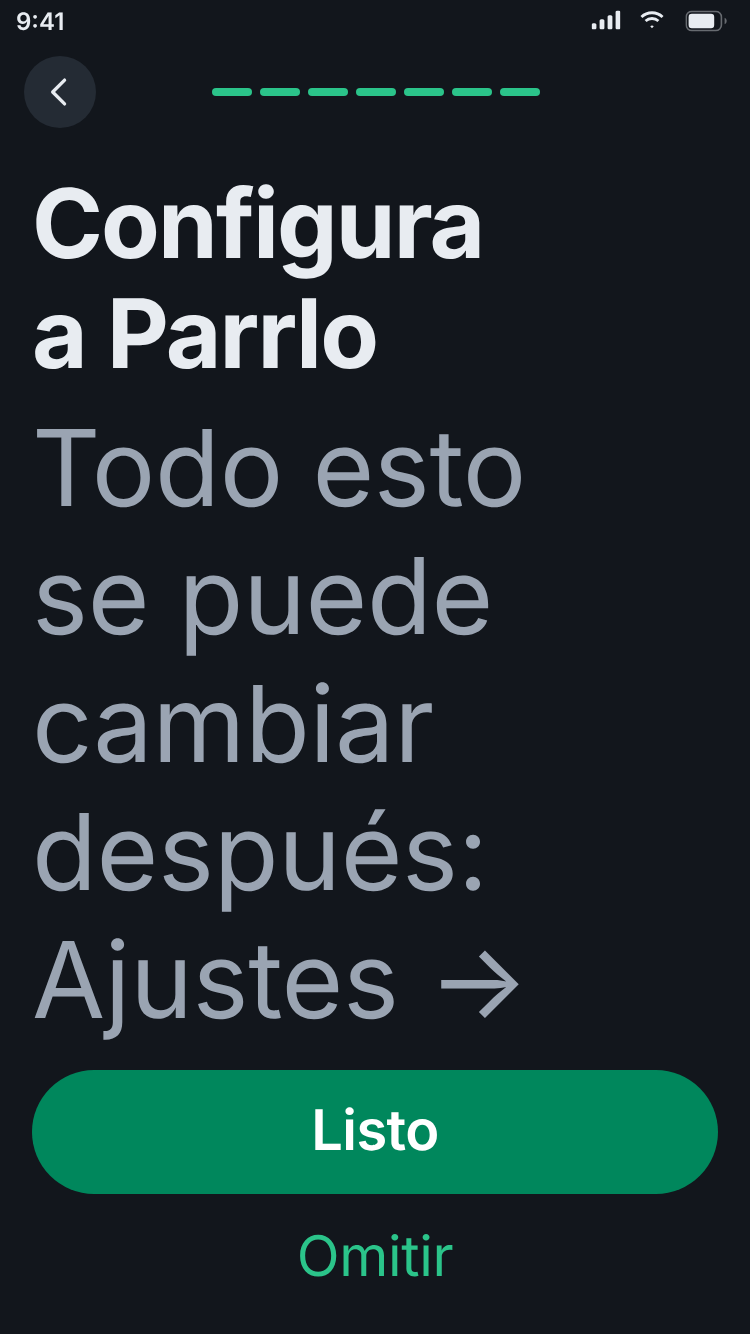 9:41
Configura
a Parrlo
Todo esto
se puede
cambiar
después:
Ajustes →
Listo
Omitir